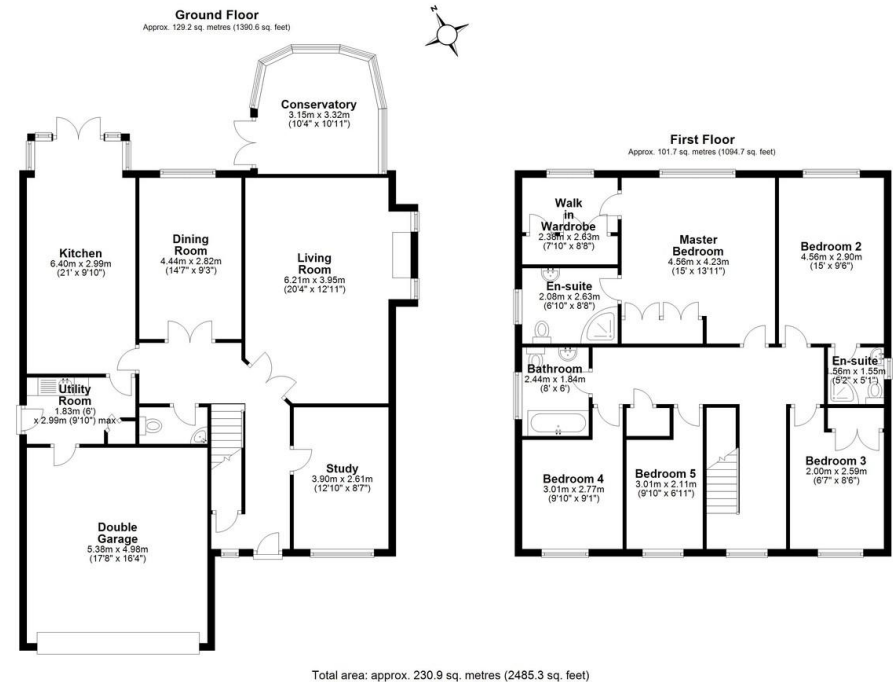 Ground Floor
Approx. 129.2 sq. metres (1390.6 sq. feet)
N
Conservatory
3.15m x 3.32m
(10'4" x 10'11")
Kitchen
6.40m x 2.99m
(21' x 9'10")
Dining
Room
4.44m x 2.82m
(14'7" x 9'3")
Living
Room
6.21m x 3.95m
(20'4" x 12'11")
Utility
Room
1.83m (6')
x 2.99m (9'10") max
Study
3.90m x 2.61m
(12'10" x 8'7")
Double
Garage
5.38m x 4.98m
(17'8" x 16'4")
First Floor
Approx. 101.7 sq. metres (1094.7 sq. feet)
Walk
in
Wardrobe
2.38m x 2.63m
(7'10" x 8'8")
Master
Bedroom
4.56m x 4.23m
(15' x 13'11")
Bedroom 2
4.56m x 2.90m
(15' x 9'6")
En-suite
2.08m x 2.63m
(6'10" x 8'8")
Bathroom
2.44m x 1.84m
(8' x 6')
En-suite
1.56m x 1.55m
(5'2" x 5'1")
Bedroom 4
3.01m x 2.77m
(9'10" x 9'1")
Bedroom 5
3.01m x 2.11m
(9'10" x 6'11")
Bedroom 3
2.00m x 2.59m
(6'7" x 8'6")
Total area: approx. 230.9 sq. metres (2485.3 sq. feet)